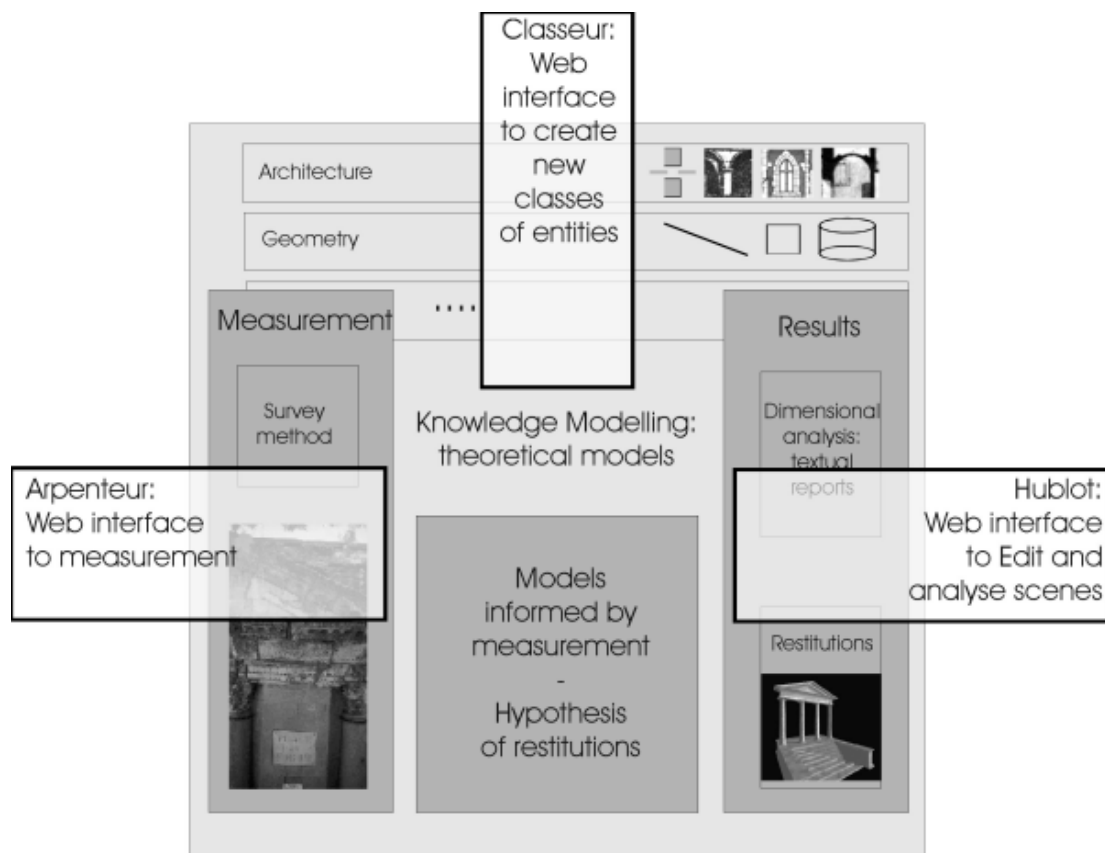 Classeur:
Web
interface
to create
new
classes
of entities
Architecture
Geometry
....
Measurement
Survey
method
Arpenteur:
Web interface
to measurement
Knowledge Modelling:
theoretical models
Models
informed by
measurement
-
Hypothesis
of restitutions
Results
Dimensional
analysis:
textual
reports
Hublot:
Web interface
to Edit and
analyse scenes
Restitutions